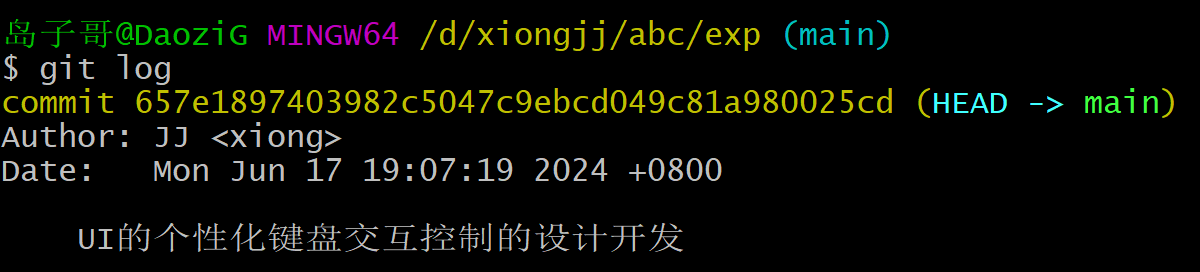 岛子哥@DaoziG MINGW64 /d/xiongjj/abc/exp (main)
$ git log
commit 657e1897403982c5047c9ebcd049c81a980025cd (HEAD -> main)
Author: JJ <xiong>
Date:   Mon Jun 17 19:07:19 2024 +0800
UI的个性化键盘交互控制的设计开发